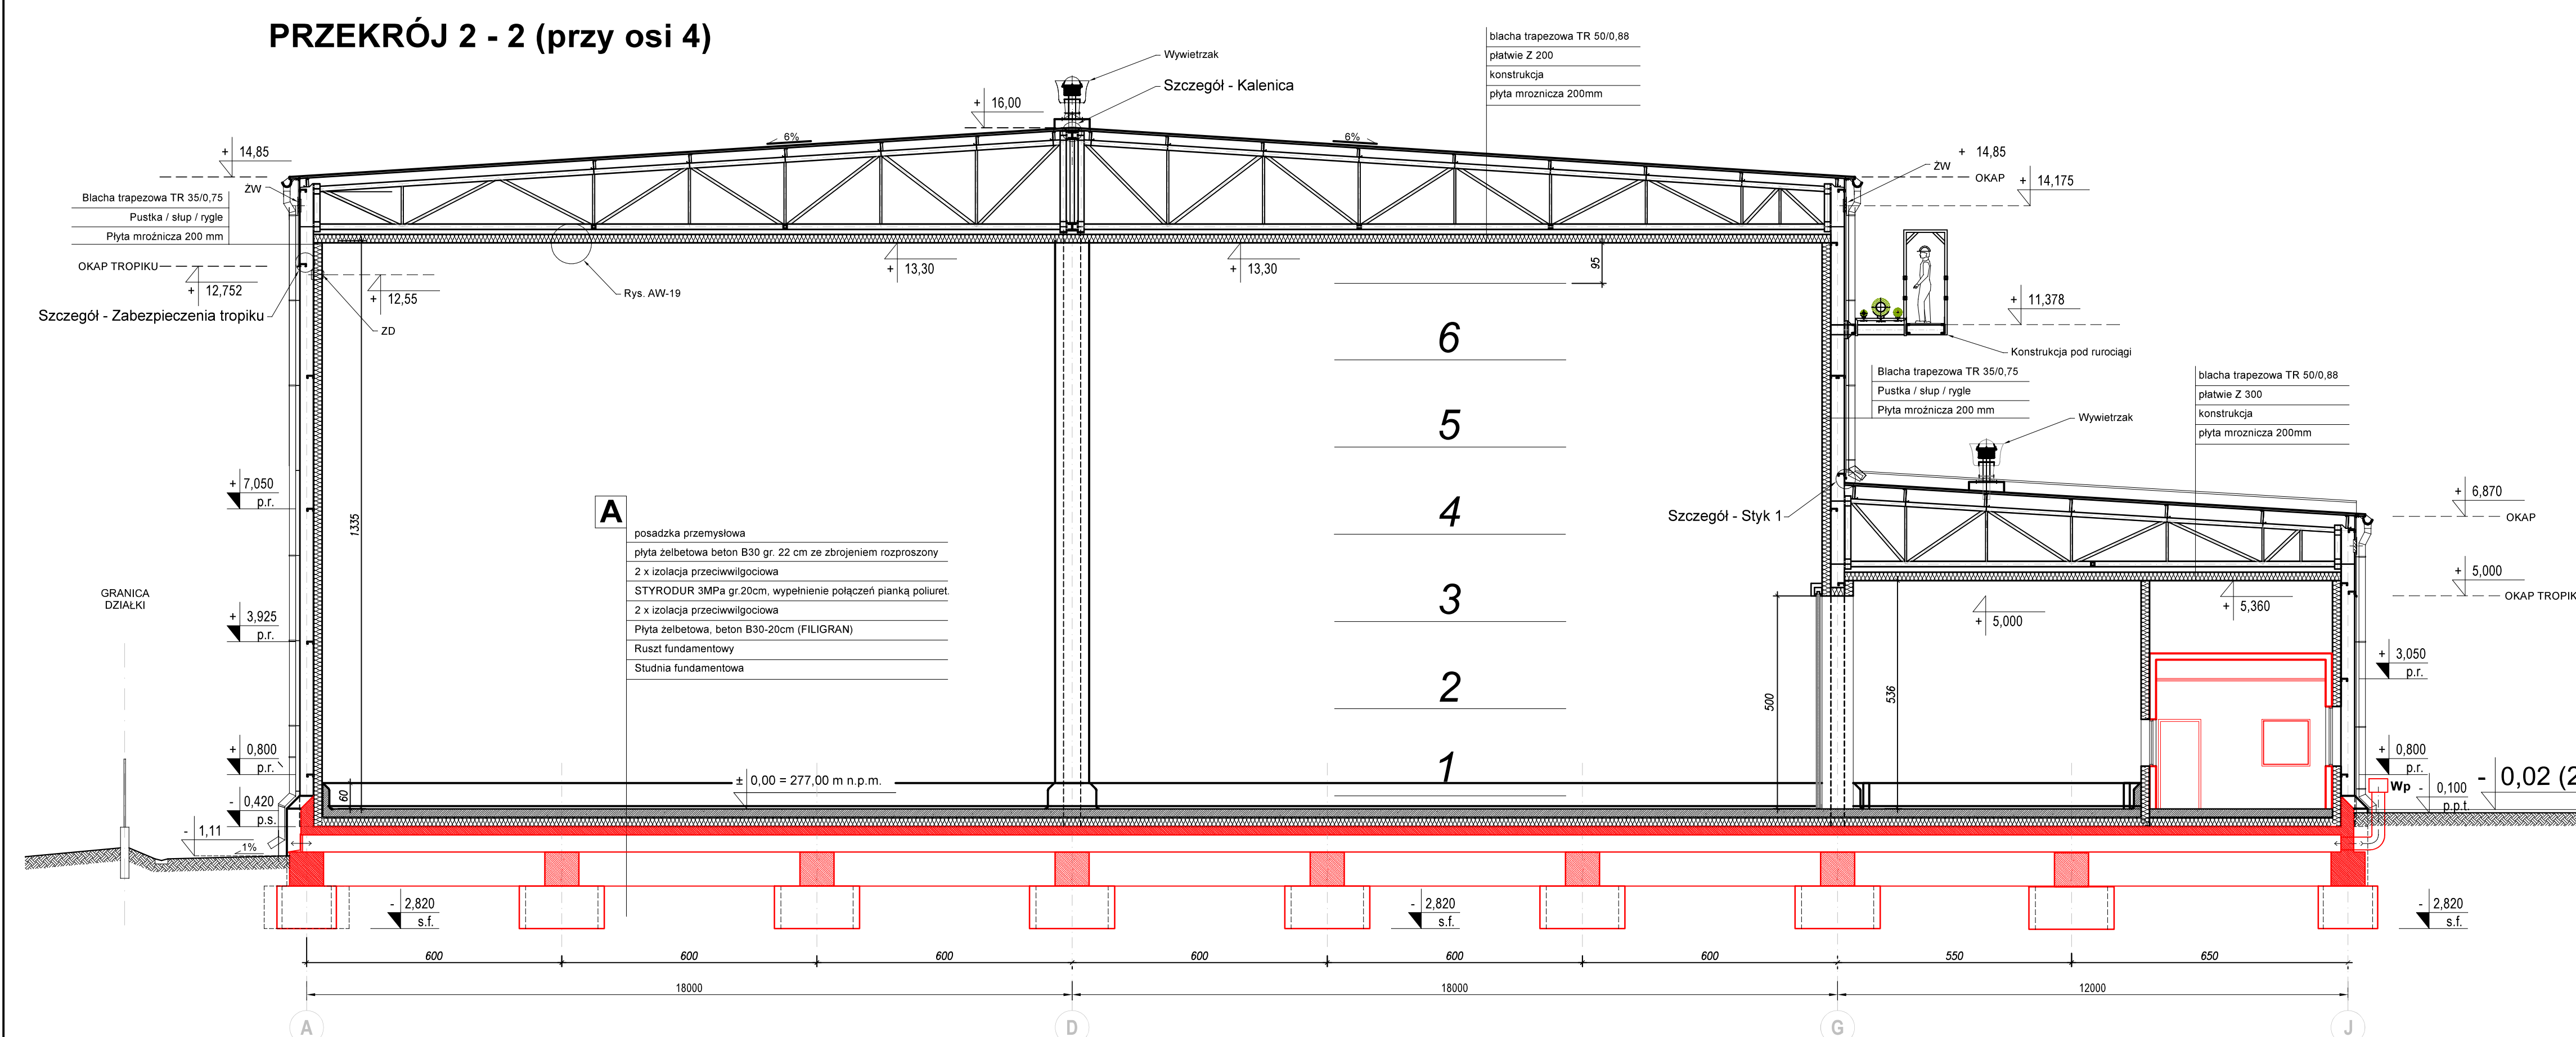 PRZEKRÓJ 2 - 2 (przy osi 4)
Wywietrzak
Szczegół - Kalenica
+ 16,00
6%
6%
blacha trapezowa TR 50/0,88
płatwie Z 200
konstrukcja
płyta mroznicza 200mm
+ 14,85
ŻW
Blacha trapezowa TR 35/0,75
Pustka / słup / rygle
Płyta mroźnicza 200 mm
OKAP TROPIKU
+ 12,752
Szczegół - Zabezpieczenia tropiku
+ 12,55
ZD
Rys. AW-19
+ 13,30
+ 13,30
95
+ 14,85
ŻW
OKAP
+ 14,175
+ 11,378
Konstrukcja pod rurociągi
Blacha trapezowa TR 35/0,75
Pustka / słup / rygle
Płyta mroźnicza 200 mm
blacha trapezowa TR 50/0,88
płatwie Z 300
konstrukcja
płyta mroznicza 200mm
Wywietrzak
6
5
4
3
2
1
Szczegół - Styk 1
+ 6,870
OKAP
+ 5,000
OKAP TROPIK
+ 5,360
+ 5,000
+ 7,050
p.r.
1335
A
posadzka przemysłowa
płyta żelbetowa beton B30 gr. 22 cm ze zbrojeniem rozproszony
2 x izolacja przeciwwilgociowa
STYRODUR 3MPa gr.20cm, wypełnienie połączeń pianką poliuret.
2 x izolacja przeciwwilgociowa
Płyta żelbetowa, beton B30-20cm (FILIGRAN)
Ruszt fundamentowy
Studnia fundamentowa
GRANICA
DZIAŁKI
+ 3,925
p.r.
+ 3,050
p.r.
500
536
+ 0,800
p.r.
60
± 0,00 = 277,00 m n.p.m.
+ 0,800
p.r.
Wp
- 0,100
p.p.t.
- 0,02 (2
- 0,420
p.s.
- 1,11
1%
- 2,820
s.f.
- 2,820
s.f.
- 2,820
s.f.
600
600
600
600
600
600
550
650
18000
18000
12000
A
D
G
J